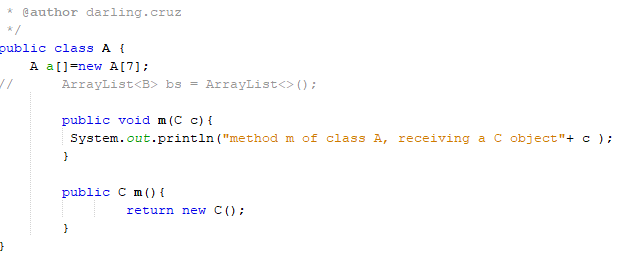 * @author darling.cruz
*/
public class A {
A a[]=new A[7];
// ArrayList<B> bs = ArrayList<>();
public void m(C c){
System.out.println("method m of class A, receiving a C object"+ c );
}
public C m(){
return new C();
}
}